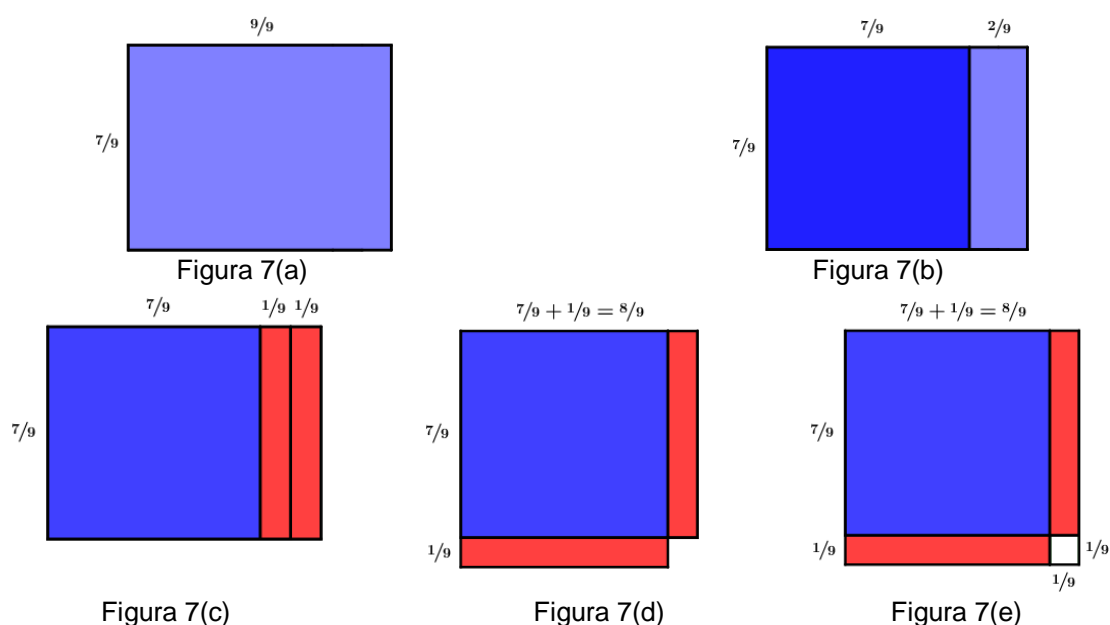 9/9
7/9
Figura 7(a)
7/9 2/9
7/9
Figura 7(b)
7/9 1/9 1/9
7/9
Figura 7(c)
7/9 + 1/9 = 8/9
7/9
1/9
Figura 7(d)
7/9 + 1/9 = 8/9
7/9
1/9 1/9
1/9
Figura 7(e)